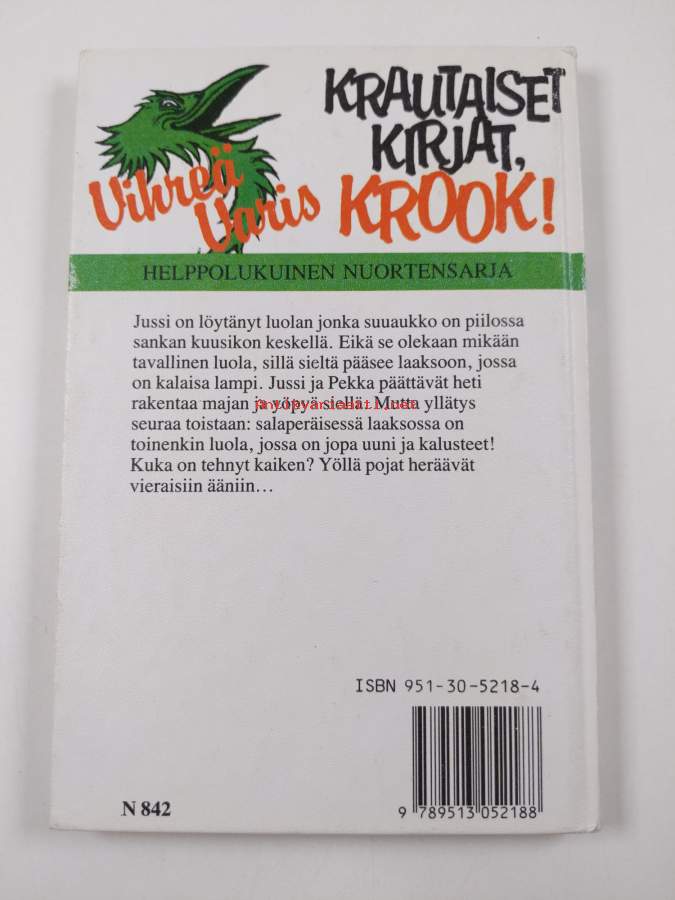 Vihreä
Varis
KRAUTAISET
KIRJAT,
KROOK!
HELPPOLUKUINEN NUORTENSARJA
Jussi on löytänyt luolan jonka suuaukko on piilossa
sankan kuusikon keskellä. Eikä se olekaan mikään
tavallinen luola, sillä sieltä pääsee laaksoon, jossa
on kalaisa lampi. Jussi ja Pekka päättävät heti
rakentaa majan ja yöpyä siellä. Mutta yllätys
antikvariaatti.net
seuraa toistaan: salaperäisessä laaksossa on
toinenkin luola, jossa on jopa uuni ja kalusteet!
Kuka on tehnyt kaiken? Yöllä pojat heräävät
vieraisiin ääniin…
ISBN 951-30-5218-4
9 789513 052188
N 842